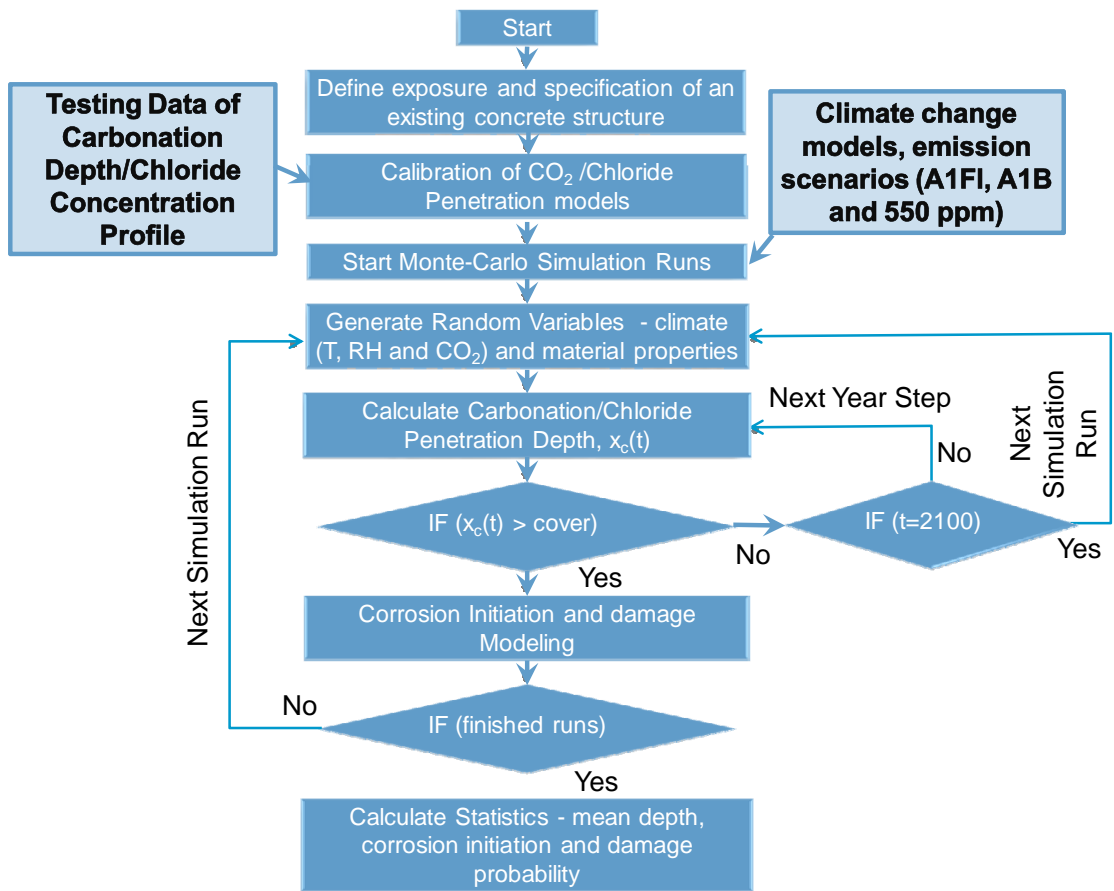 Start
Define exposure and specification of an
existing concrete structure
Testing Data of
Carbonation
Depth/Chloride
Concentration
Profile
Climate change
models, emission
scenarios (A1FI, A1B
and 550 ppm)
Calibration of CO₂ /Chloride
Penetration models
Start Monte-Carlo Simulation Runs
Generate Random Variables - climate
(T, RH and CO₂) and material properties
Next Year Step
Calculate Carbonation/Chloride
Penetration Depth, x_c(t)
Next Simulation Run
Next
Simulation
Run
No
IF (x_c(t) > cover)
No
IF (t=2100)
Yes
Yes
Corrosion Initiation and damage
Modeling
No
IF (finished runs)
Yes
Calculate Statistics - mean depth,
corrosion initiation and damage
probability